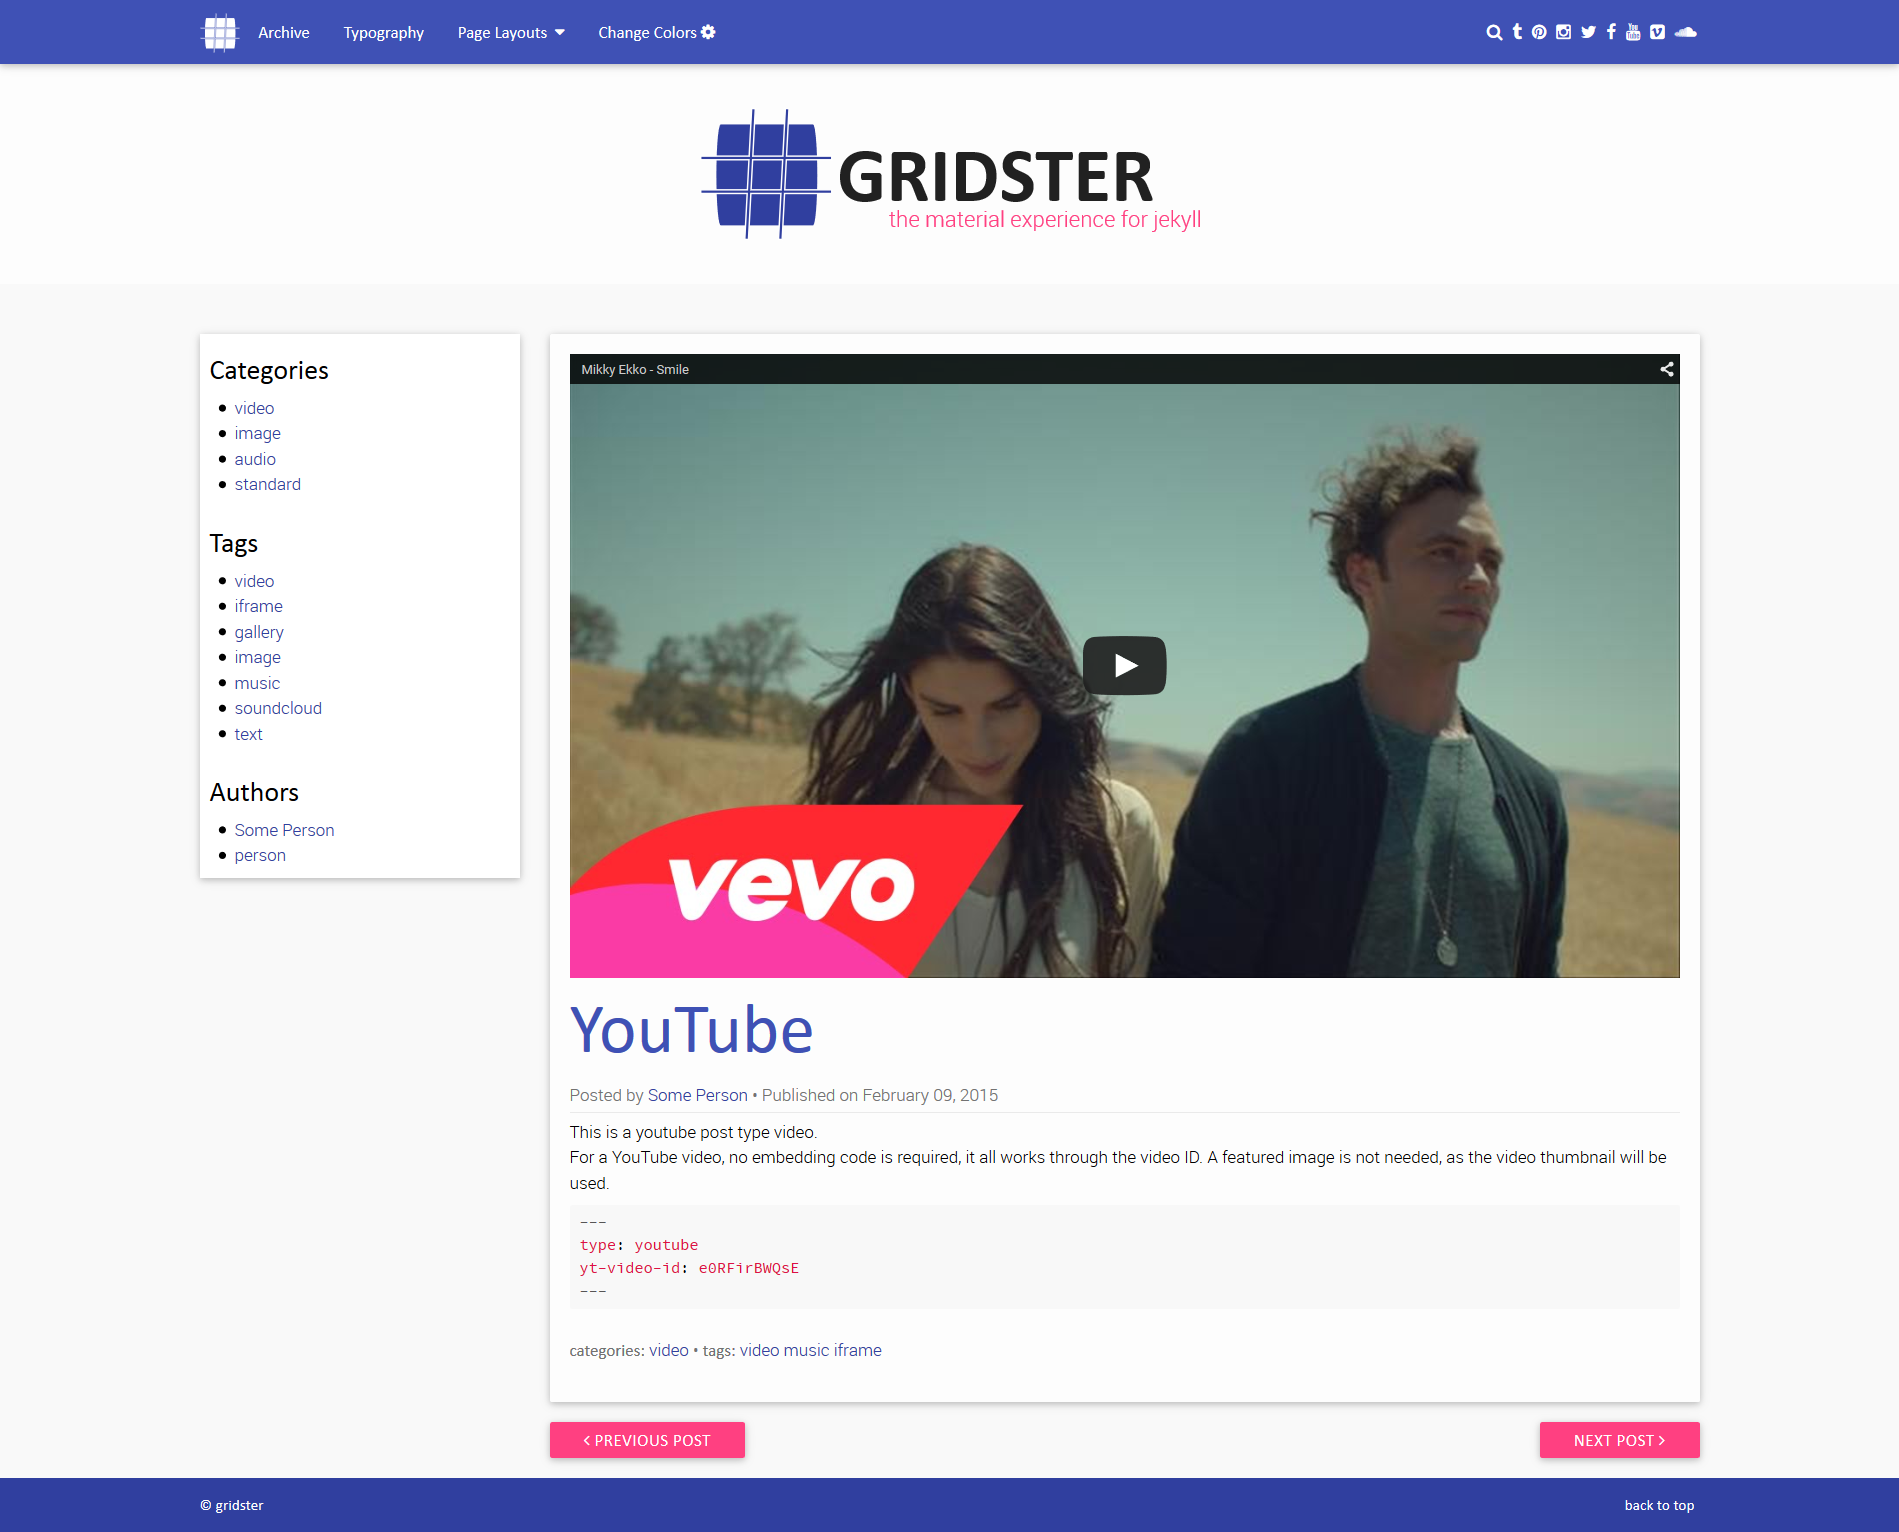 Archive Typography Page Layouts Change Colors
GRIDSTER
the material experience for jekyll
Categories
video
image
audio
standard
Tags
video
iframe
gallery
image
music
soundcloud
text
Authors
Some Person
person
Mikky Ekko - Smile
vevo
YouTube
Posted by Some Person • Published on February 09, 2015
This is a youtube post type video.
For a YouTube video, no embedding code is required, it all works through the video ID. A featured image is not needed, as the video thumbnail will be
used.
---
type: youtube
yt-video-id: e0RFirBWQsE
---
categories: video • tags: video music iframe
< PREVIOUS POST
NEXT POST >
© gridster
back to top